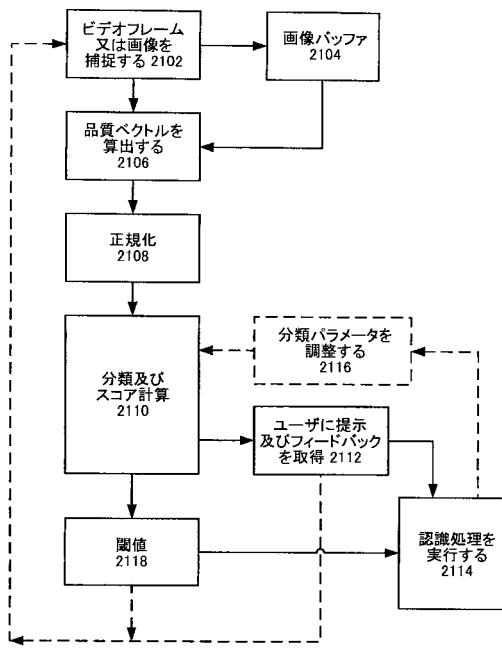 ビデオフレーム
又は画像を
捕捉する 2102
画像バッファ
2104
品質ベクトルを
算出する
2106
正規化
2108
分類パラメータを
調整する
2116
分類及び
スコア計算
2110
ユーザに提示
及びフィードバック
を取得 2112
閾値
2118
認識処理を
実行する
2114